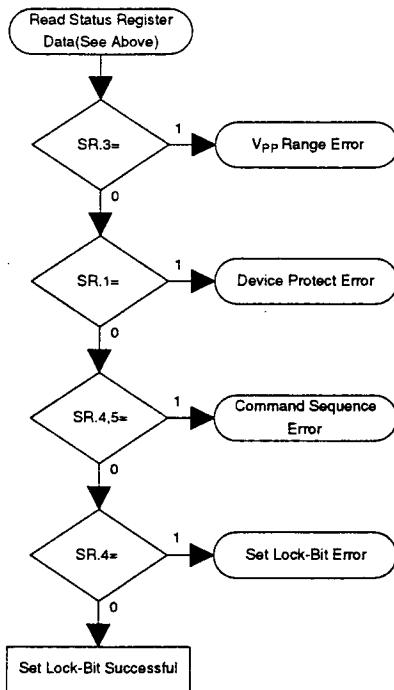 Read Status Register
Data(See Above)
SR.3=
1
VPP Range Error
0
SR.1=
1
Device Protect Error
0
SR.4,5=
1
Command Sequence
Error
0
SR.4=
1
Set Lock-Bit Error
0
Set Lock-Bit Successful